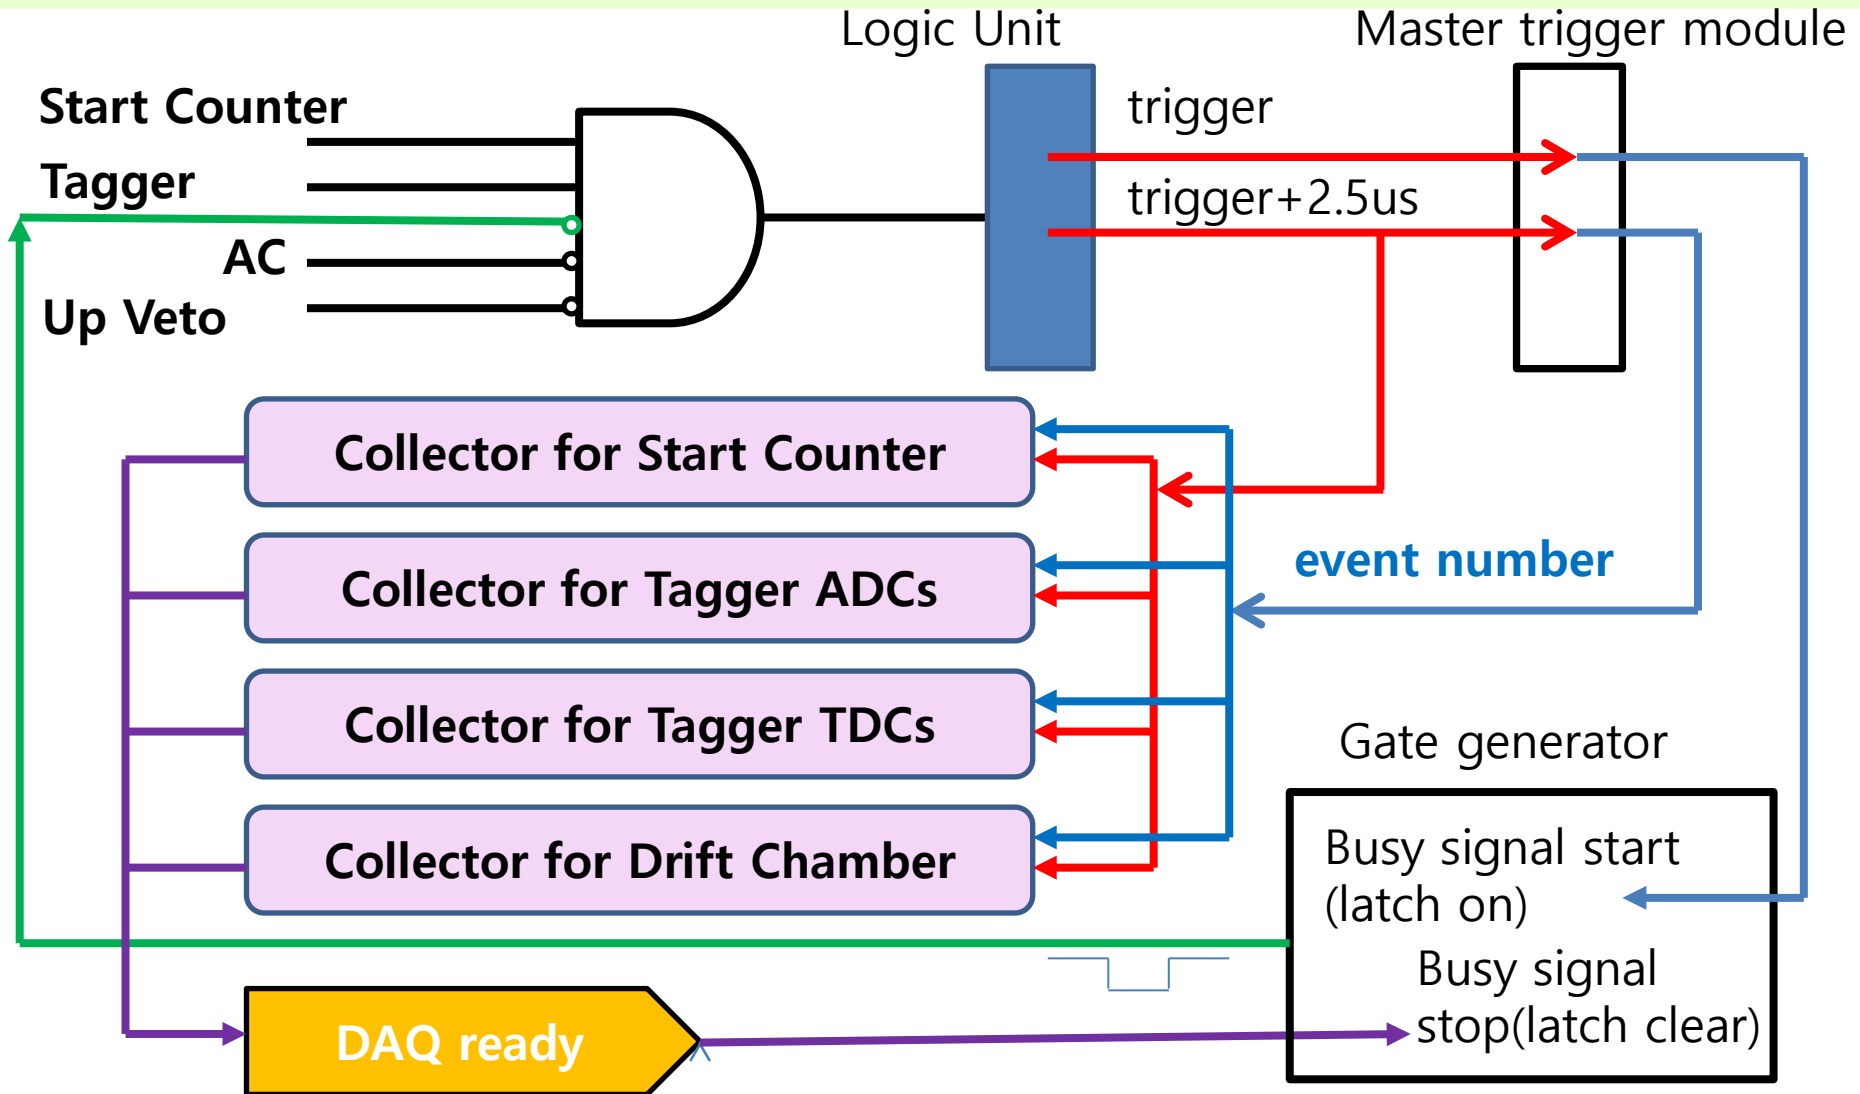 Logic Unit
Master trigger module
Start Counter
trigger
Tagger
trigger+2.5us
AC
Up Veto
Collector for Start Counter
event number
Collector for Tagger ADCs
Collector for Tagger TDCs
Gate generator
Collector for Drift Chamber
Busy signal start
(latch on)
Busy signal
stop(latch clear)
DAQ ready